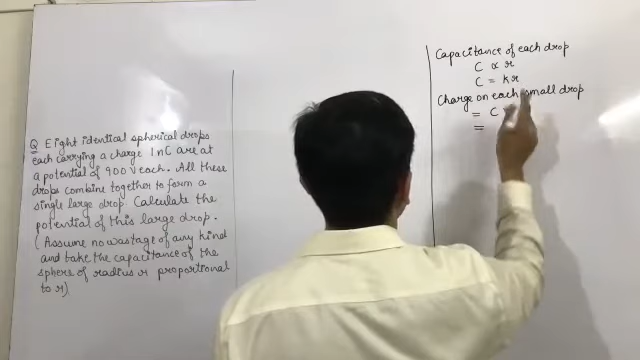 Q Eight identical spherical drops
each carrying a charge 1 nC are at
a potential of 900 V each. All these
drops combine together to form a
single large drop. Calculate the
potential of this large drop.
(Assume no wastage of any kind
and take the capacitance of the
sphere of radius r proportional
to r)
Capacitance of each drop
C ∝ r
C = kr
Charge on each small drop
= C
=